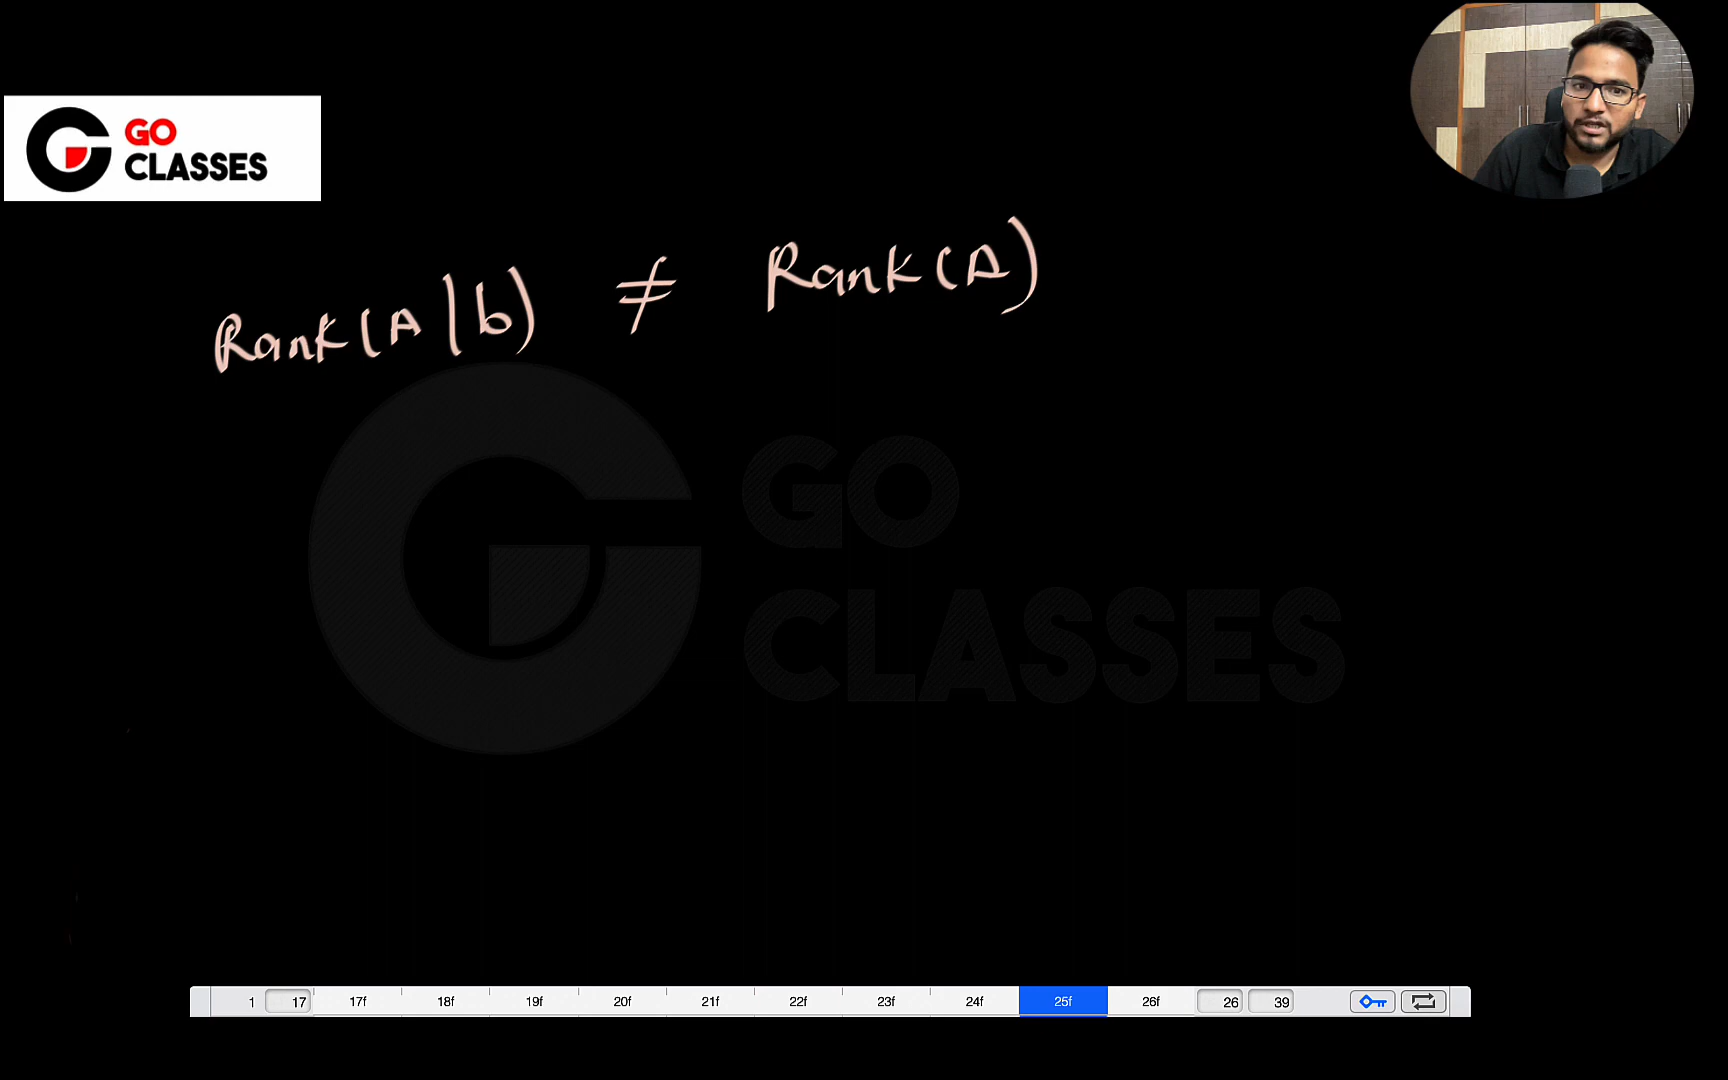 GO
CLASSES
Rank(A|b) ≠ Rank(A)
GO
CLASSES
1 17 17f 18f 19f 20f 21f 22f 23f 24f 25f 26f 26 39